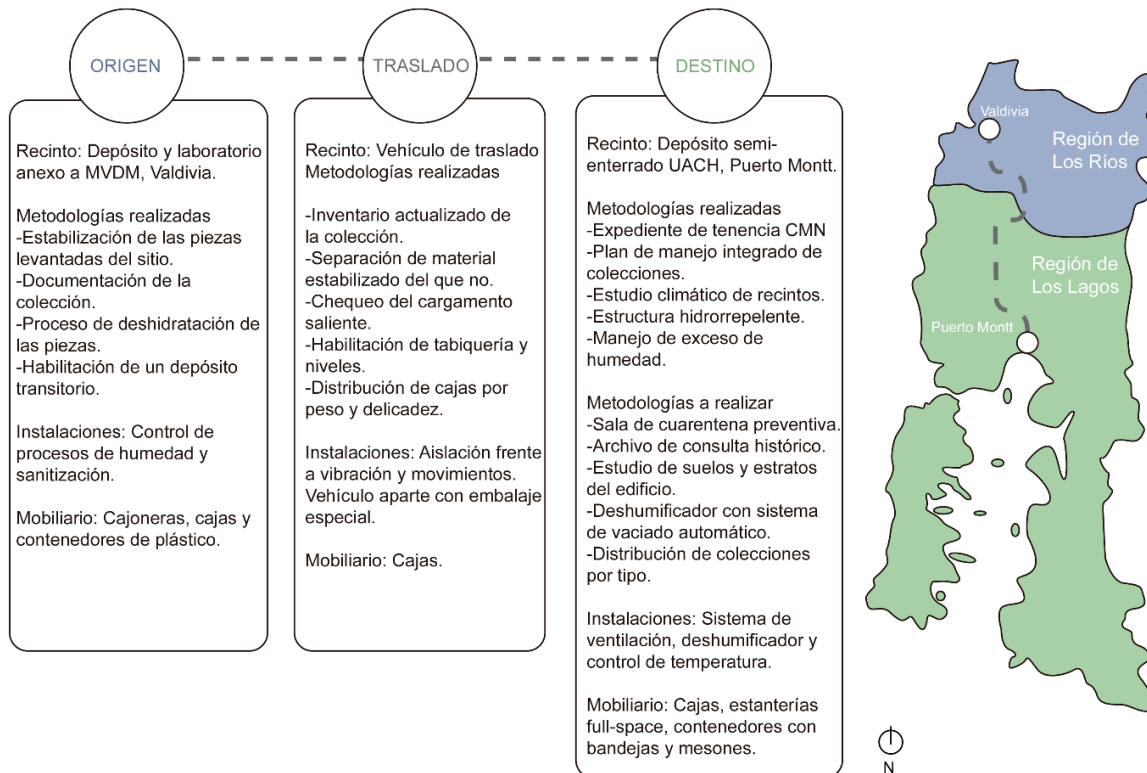 ORIGEN
Recinto: Depósito y laboratorio
anexo a MVDM, Valdivia.
Metodologías realizadas
-Estabilización de las piezas
levantadas del sitio.
-Documentación de la
colección.
-Proceso de deshidratación de
las piezas.
-Habilitación de un depósito
transitorio.
Instalaciones: Control de
procesos de humedad y
sanitización.
Mobiliario: Cajoneras, cajas y
contenedores de plástico.
TRASLADO
Recinto: Vehículo de traslado
Metodologías realizadas
-Inventario actualizado de
la colección.
-Separación de material
estabilizado del que no.
-Chequeo del cargamento
saliente.
-Habilitación de tabiquería y
niveles.
-Distribución de cajas por
peso y delicadez.
Instalaciones: Aislación frente
a vibración y movimientos.
Vehículo aparte con embalaje
especial.
Mobiliario: Cajas.
DESTINO
Recinto: Depósito semi-
enterrado UACH, Puerto Montt.
Metodologías realizadas
-Expediente de tenencia CMN
-Plan de manejo integrado de
colecciones.
-Estudio climático de recintos.
-Estructura hidrorrepelente.
-Manejo de exceso de
humedad.
Metodologías a realizar
-Sala de cuarentena preventiva.
-Archivo de consulta histórico.
-Estudio de suelos y estratos
del edificio.
-Deshumificador con sistema
de vaciado automático.
-Distribución de colecciones
por tipo.
Instalaciones: Sistema de
ventilación, deshumificador y
control de temperatura.
Mobiliario: Cajas, estanterías
full-space, contenedores con
bandejas y mesones.
Valdivia
Región de
Los Ríos
Región de
Los Lagos
Puerto Montt
N